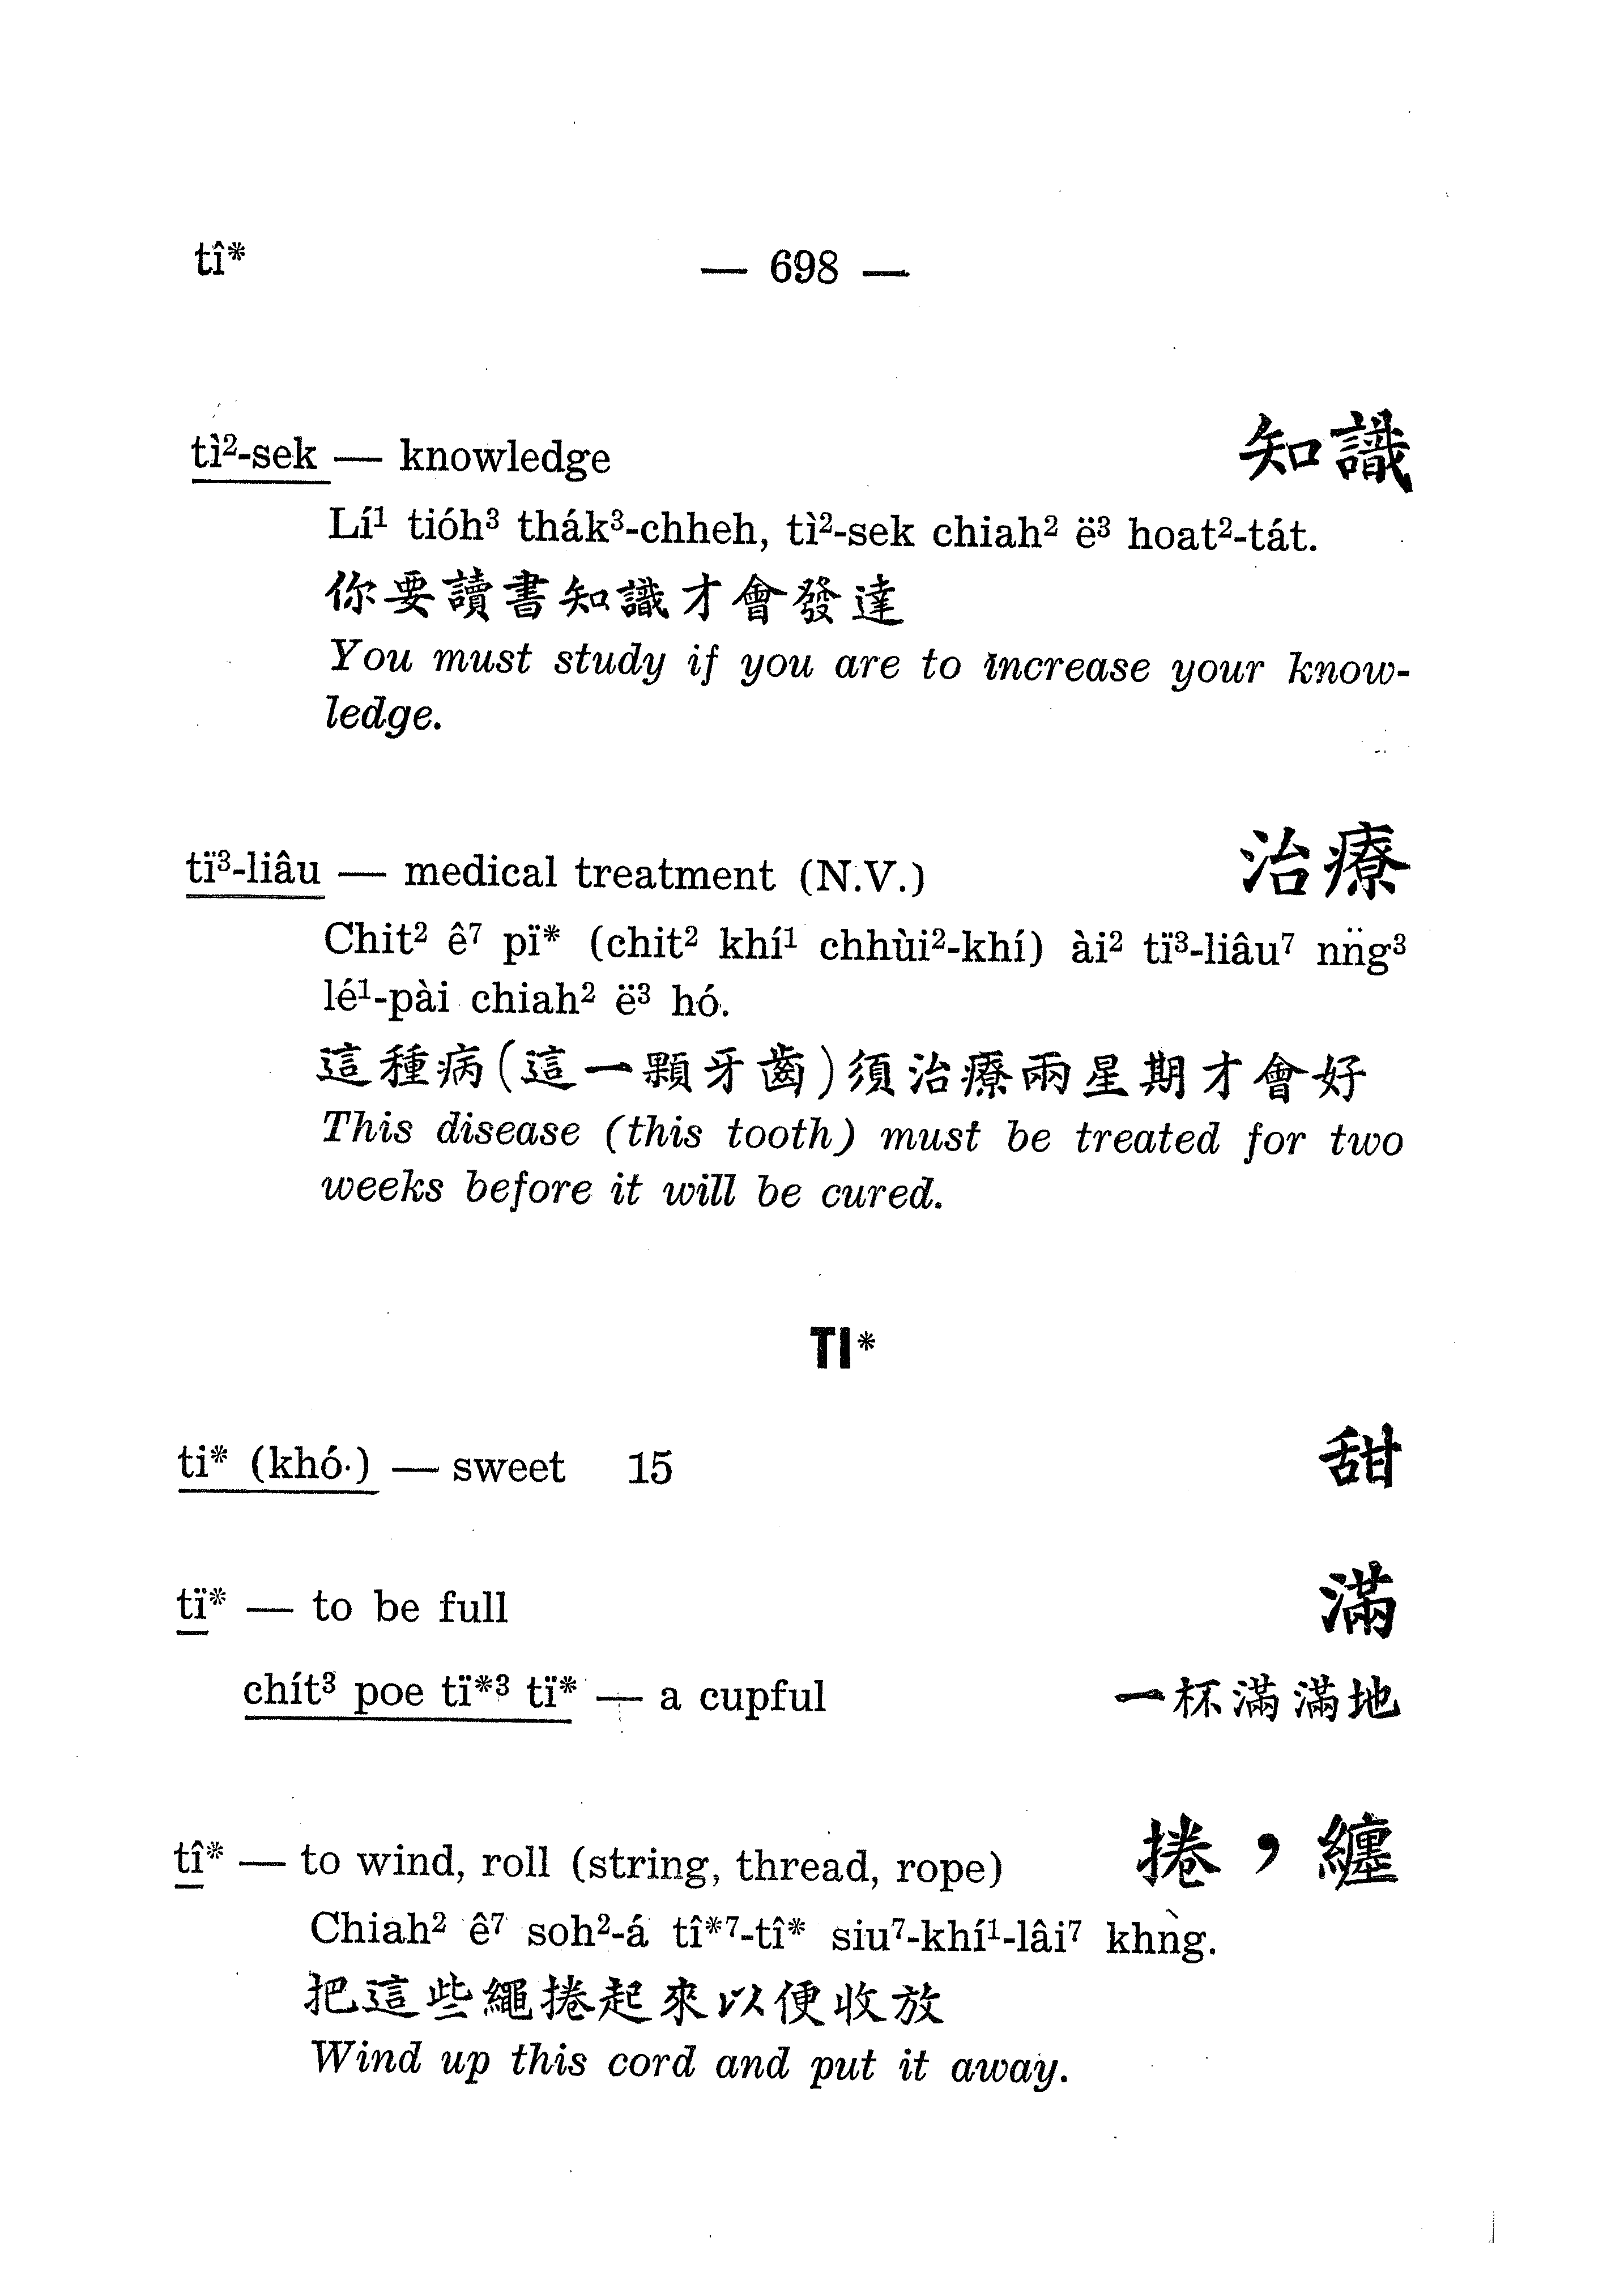 tî*
— 698 —
tì²-sek — knowledge 知識
Lí¹ tióh³ thák³-chheh, tì²-sek chiah² ë³ hoat²-tát.
你要讀書知識才會發達
You must study if you are to increase your know-
ledge.
tï³-liâu — medical treatment (N.V.) 治療
Chit² ê⁷ pï* (chit² khí¹ chhùi²-khí) ài² tï³-liâu⁷ nn̈g³
lé¹-pài chiah² ë³ hó.
這種病(這一顆牙齒)須治療兩星期才會好
This disease (this tooth) must be treated for two
weeks before it will be cured.
TI*
ti* (khó·) — sweet 15 甜
tï* — to be full 滿
chít³ poe tï*³ tï* — a cupful 一杯滿滿地
tî* — to wind, roll (string, thread, rope) 捲，纏
Chiah² ê⁷ soh²-á tî*⁷-tî* siu⁷-khí¹-lâi⁷ khǹg.
把這些繩捲起來以便收放
Wind up this cord and put it away.